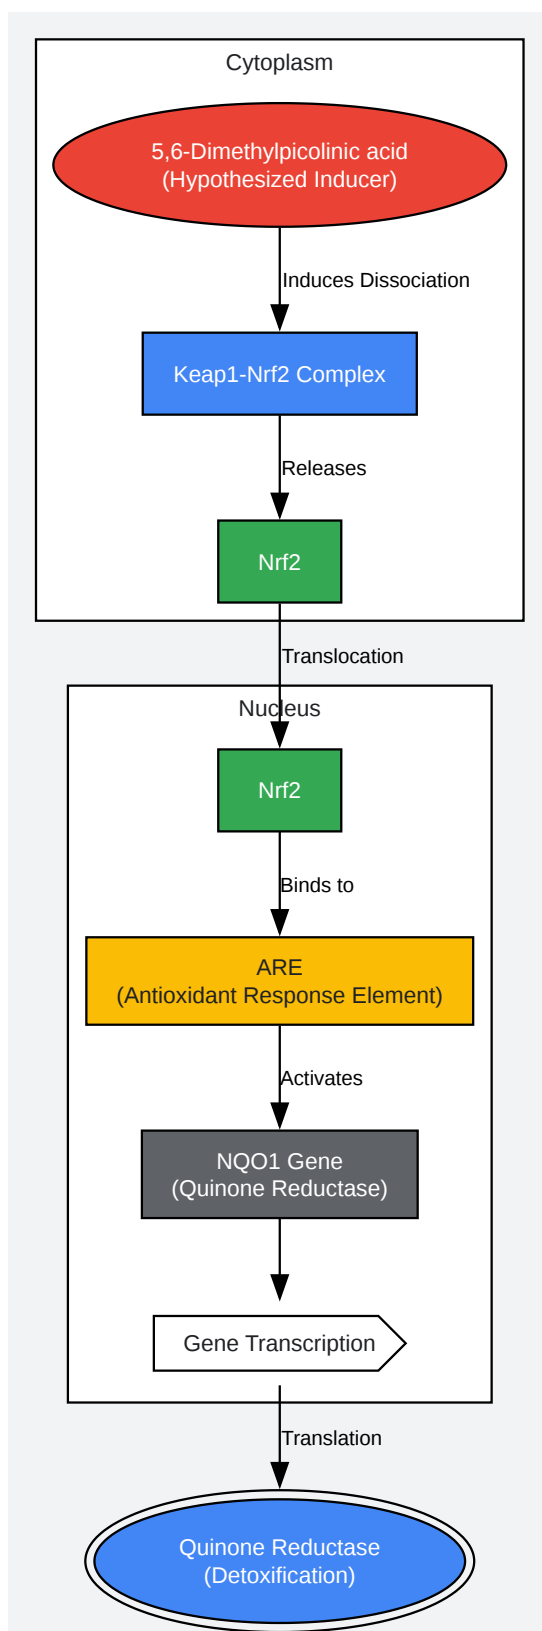 Cytoplasm
5,6-Dimethylpicolinic acid
(Hypothesized Inducer)
Induces Dissociation
Keap1-Nrf2 Complex
Releases
Nrf2
Translocation
Nucleus
Nrf2
Binds to
ARE
(Antioxidant Response Element)
Activates
NQO1 Gene
(Quinone Reductase)
Gene Transcription
Translation
Quinone Reductase
(Detoxification)